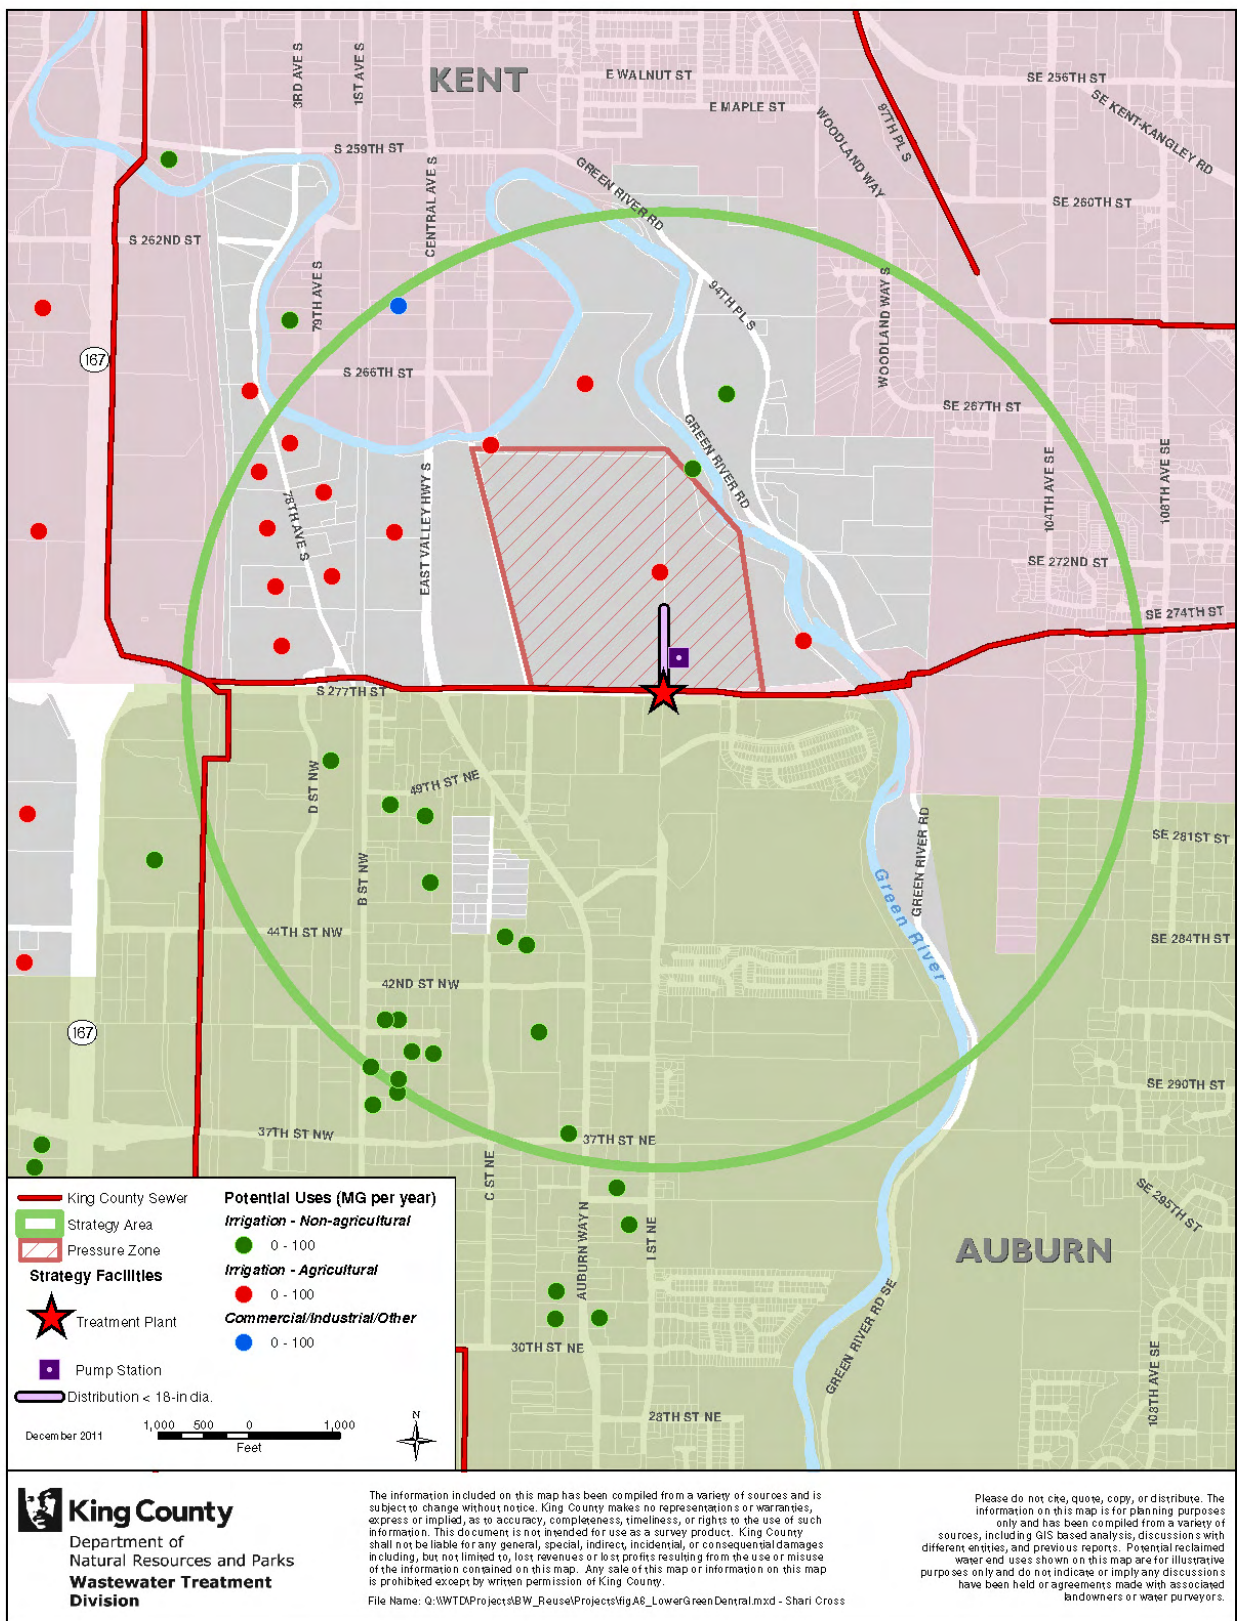 KENT
3RD AVE S
1ST AVE S
E WALNUT ST
E MAPLE ST
SE 256TH ST
SE KENT-KANGLEY RD
97TH PL S
WOODLAND WAY
S 259TH ST
CENTRAL AVE S
GREEN RIVER RD
SE 260TH ST
S 262ND ST
79TH AVE S
94TH PL S
WOODLAND WAY S
167
S 266TH ST
SE 267TH ST
GREEN RIVER RD
104TH AVE SE
108TH AVE SE
EAST VALLEY HWY S
78TH AVE S
SE 272ND ST
SE 274TH ST
S 277TH ST
D ST NW
49TH ST NE
GREEN RIVER RD
SE 281ST ST
B ST NW
Green River
44TH ST NW
SE 284TH ST
42ND ST NW
167
SE 290TH ST
37TH ST NW
37TH ST NE
C ST NE
SE 295TH ST
AUBURN WAY N
I ST NE
AUBURN
GREEN RIVER RD SE
30TH ST NE
108TH AVE SE
28TH ST NE
King County Sewer
Strategy Area
Pressure Zone
Strategy Facilities
Treatment Plant
Pump Station
Distribution < 18-in dia.
Potential Uses (MG per year)
Irrigation - Non-agricultural
0 - 100
Irrigation - Agricultural
0 - 100
Commercial/Industrial/Other
0 - 100
December 2011
1,000 500 0 1,000
Feet
N
King County
Department of
Natural Resources and Parks
Wastewater Treatment
Division
The information included on this map has been compiled from a variety of sources and is
subject to change without notice. King County makes no representations or warranties,
express or implied, as to accuracy, completeness, timeliness, or rights to the use of such
information. This document is not intended for use as a survey product. King County
shall not be liable for any general, special, indirect, incidental, or consequential damages
including, but not limited to, lost revenues or lost profits resulting from the use or misuse
of the information contained on this map. Any sale of this map or information on this map
is prohibited except by written permission of King County.
File Name: Q:\\WTD\Projects\BW_Reuse\Projects\figA6_LowerGreenDentral.mxd - Shari Cross
Please do not cite, quote, copy, or distribute. The
information on this map is for planning purposes
only and has been compiled from a variety of
sources, including GIS based analysis, discussions with
different entities, and previous reports. Potential reclaimed
water end uses shown on this map are for illustrative
purposes only and do not indicate or imply any discussions
have been held or agreements made with associated
landowners or water purveyors.